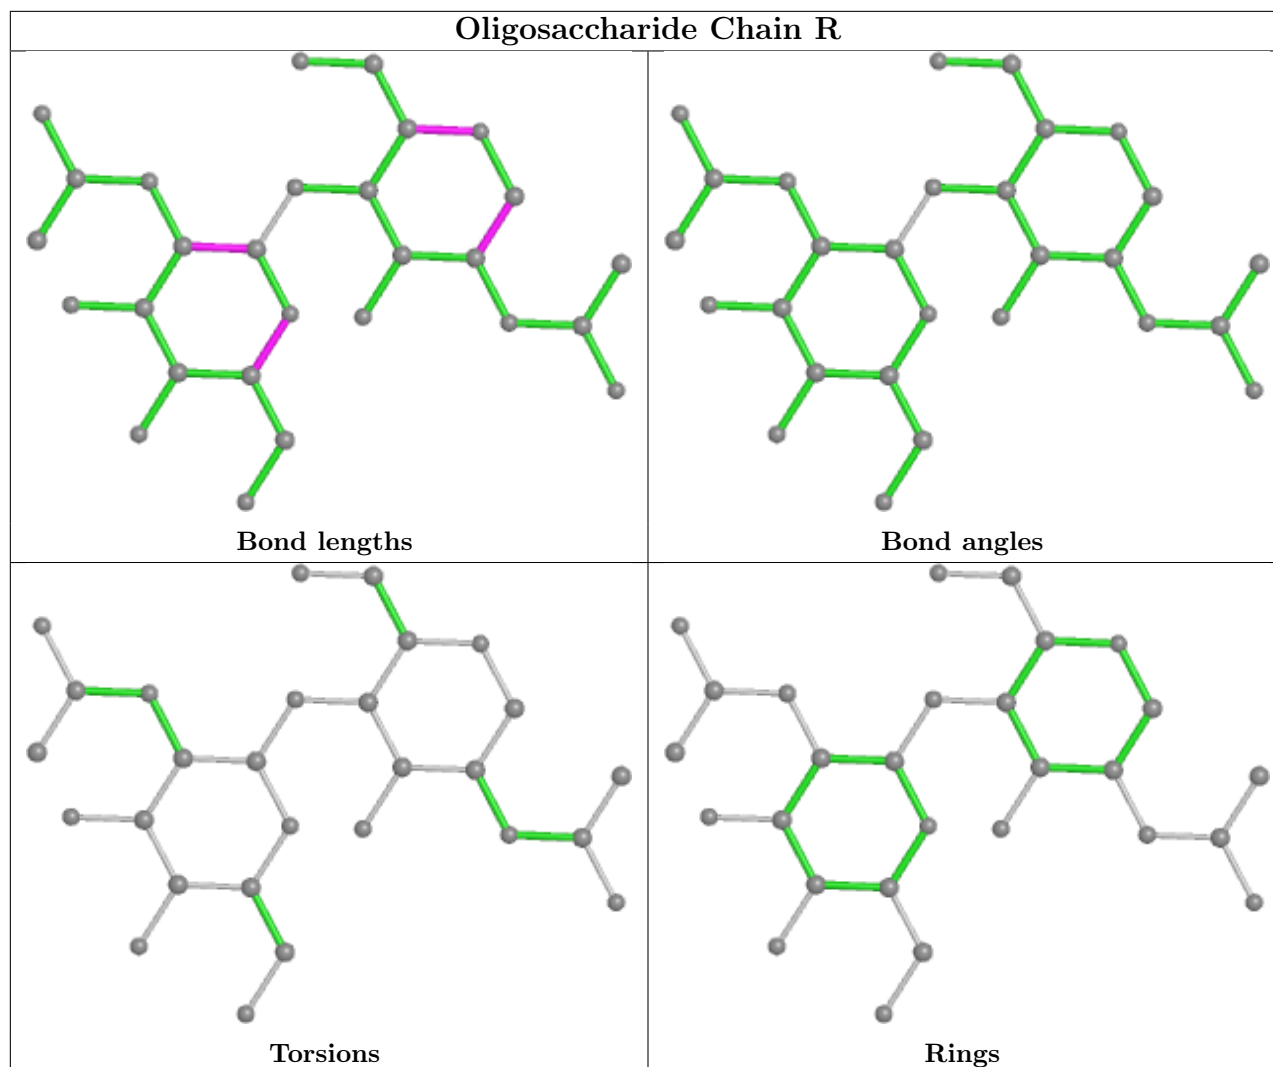 Oligosaccharide Chain R
Bond lengths
Bond angles
Torsions
Rings